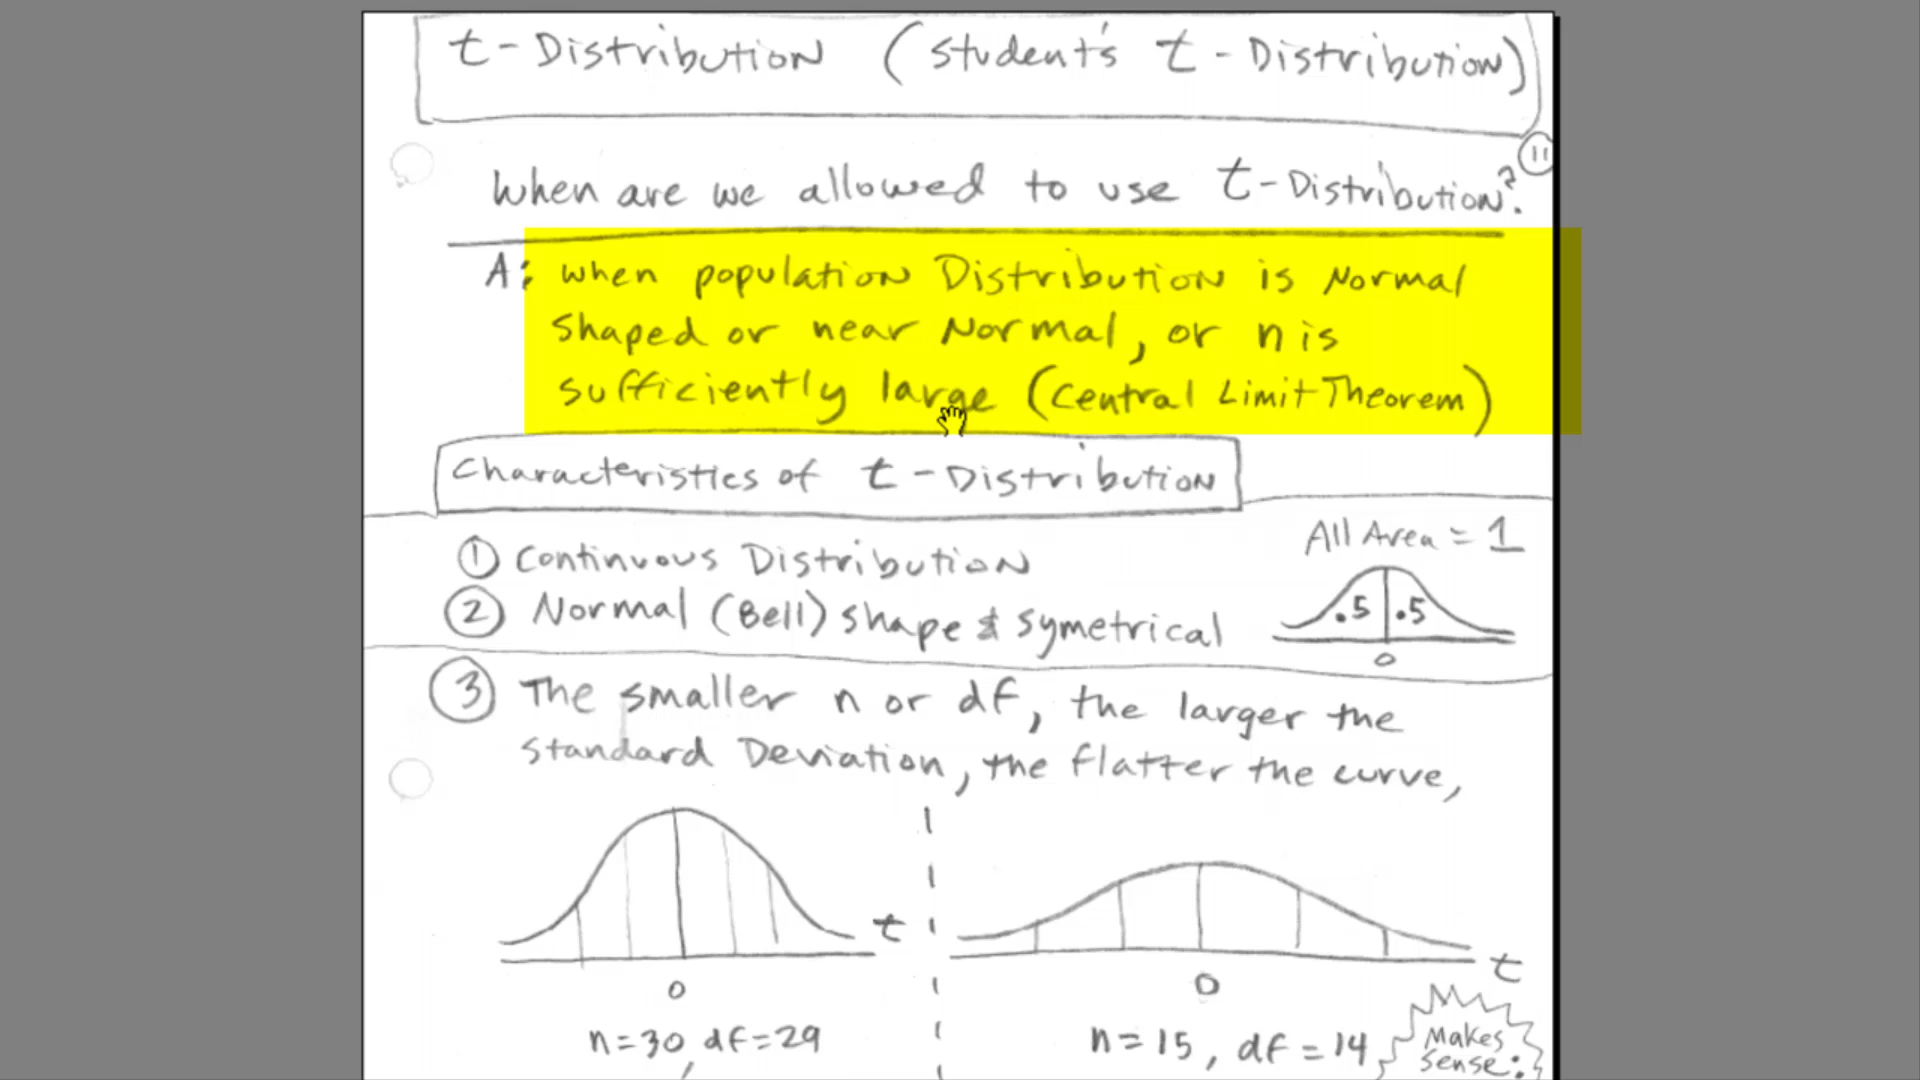 t-Distribution (student's t-Distribution)
11
When are we allowed to use t-Distribution?
A: when population Distribution is Normal
shaped or near Normal, or n is
sufficiently large (Central Limit Theorem)
Characteristics of t-Distribution
All Area = 1
① Continuous Distribution
② Normal (Bell) shape & symetrical
.5 .5
0
③ The smaller n or df, the larger the
standard Deviation, the flatter the curve,
t
t
0
0
n=30, df=29
n=15, df=14
Makes
sense: